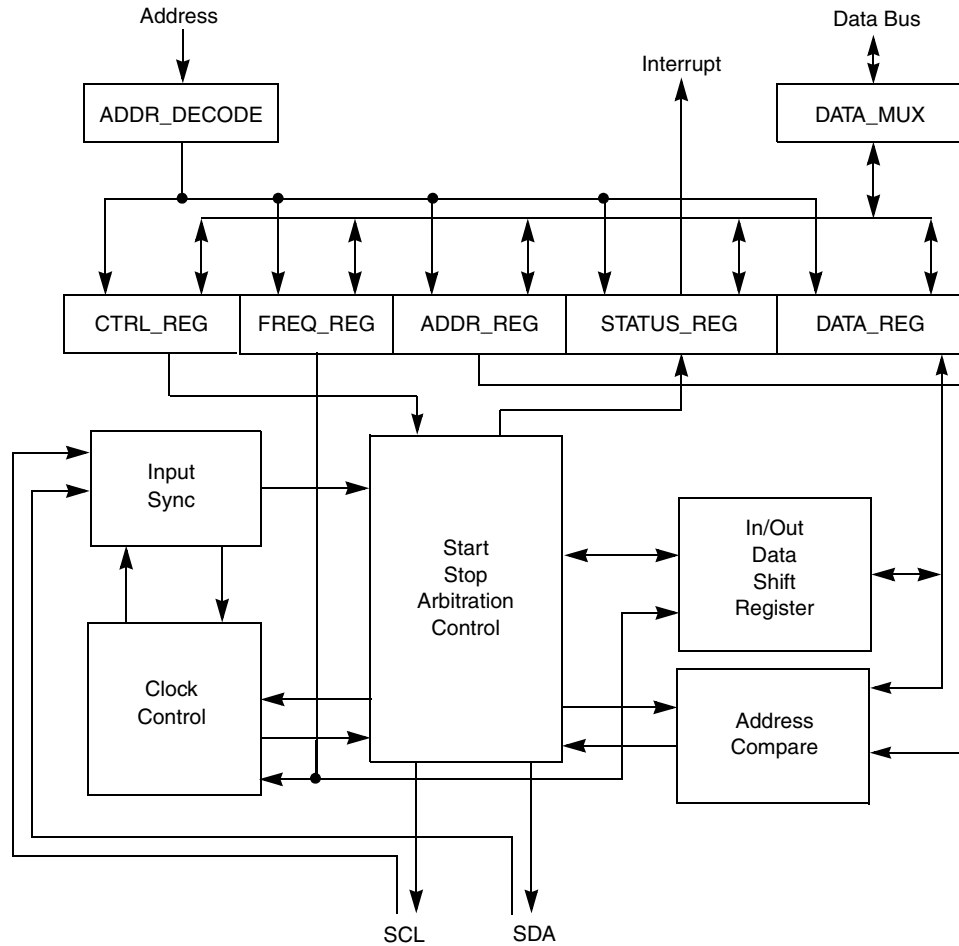 Address
Data Bus
Interrupt
ADDR_DECODE
DATA_MUX
CTRL_REG
FREQ_REG
ADDR_REG
STATUS_REG
DATA_REG
Input
Sync
Start
Stop
Arbitration
Control
In/Out
Data
Shift
Register
Clock
Control
Address
Compare
SCL
SDA